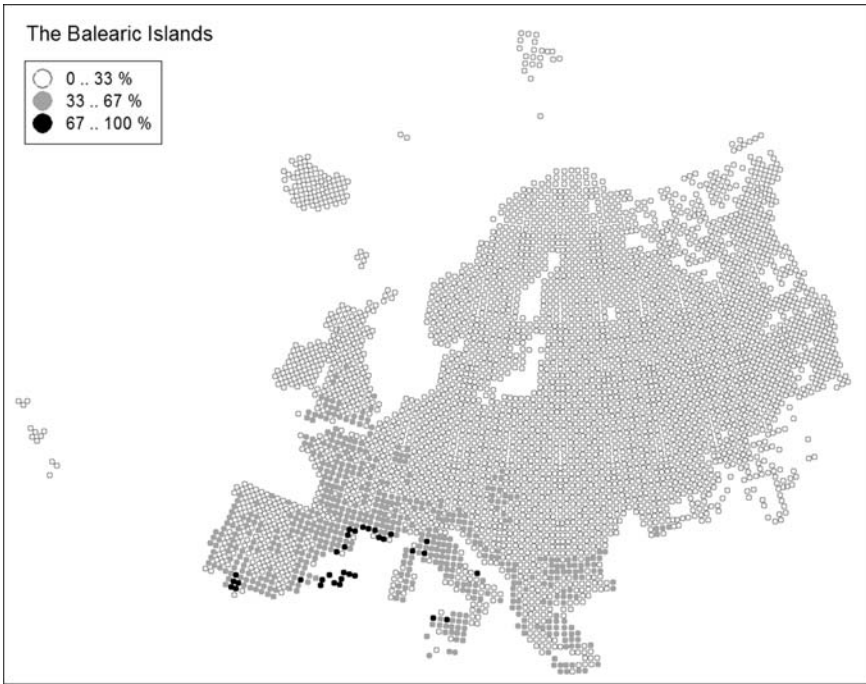 The Balearic Islands
0 .. 33 %
33 .. 67 %
67 .. 100 %